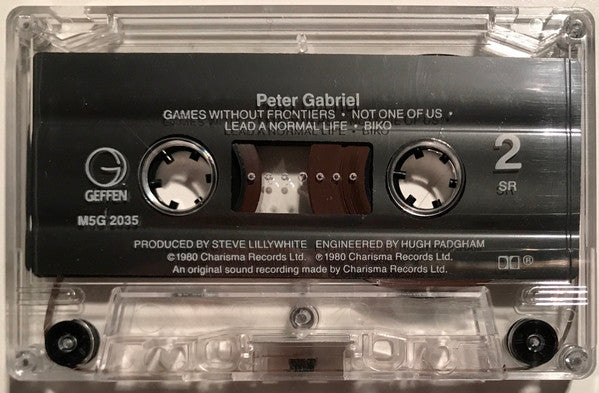 Peter Gabriel
GAMES WITHOUT FRONTIERS • NOT ONE OF US •
LEAD A NORMAL LIFE • BIKO
G
GEFFEN
M5G 2035
2
SR
PRODUCED BY STEVE LILLYWHITE ENGINEERED BY HUGH PADGHAM
©1980 Charisma Records Ltd. ℗1980 Charisma Records Ltd.
An original sound recording made by Charisma Records Ltd.
®